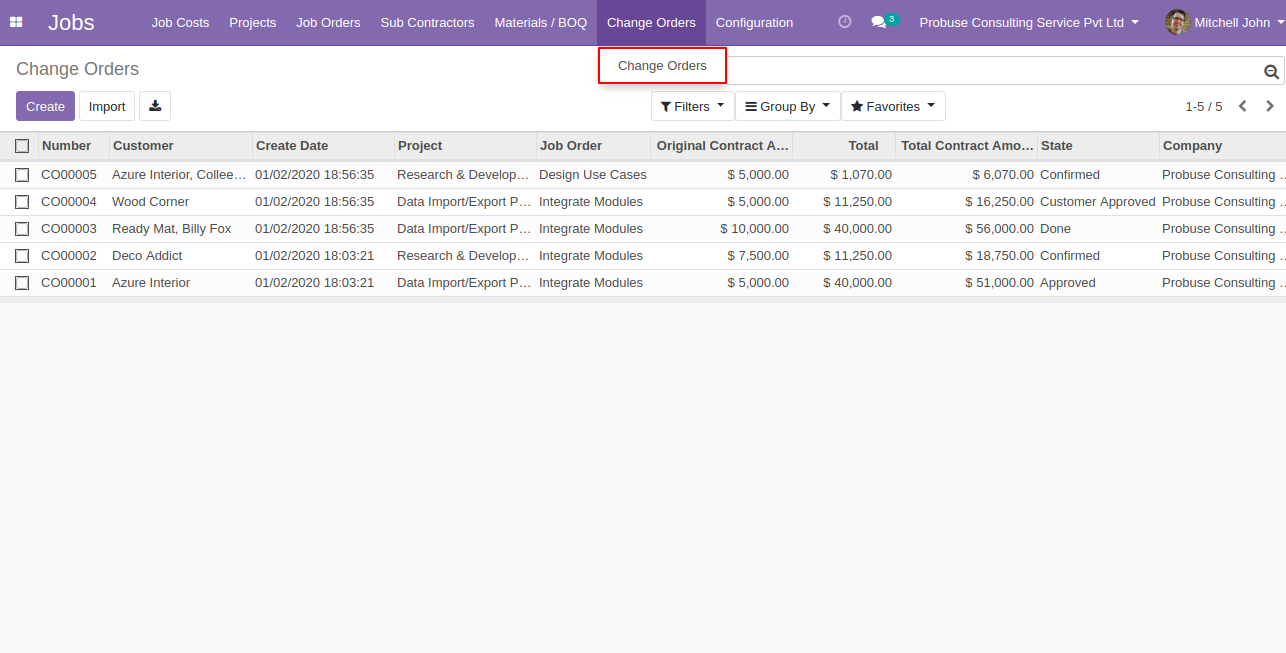 Jobs Job Costs Projects Job Orders Sub Contractors Materials / BOQ Change Orders Configuration 3 Probuse Consulting Service Pvt Ltd Mitchell John
Change Orders
Change Orders
Create Import Filters Group By Favorites 1-5 / 5
Number Customer Create Date Project Job Order Original Contract A... Total Total Contract Amo... State Company
CO00005 Azure Interior, Collee... 01/02/2020 18:56:35 Research & Develop... Design Use Cases $ 5,000.00 $ 1,070.00 $ 6,070.00 Confirmed Probuse Consulting ..
CO00004 Wood Corner 01/02/2020 18:56:35 Data Import/Export P... Integrate Modules $ 5,000.00 $ 11,250.00 $ 16,250.00 Customer Approved Probuse Consulting ..
CO00003 Ready Mat, Billy Fox 01/02/2020 18:56:35 Data Import/Export P... Integrate Modules $ 10,000.00 $ 40,000.00 $ 56,000.00 Done Probuse Consulting ..
CO00002 Deco Addict 01/02/2020 18:03:21 Research & Develop... Integrate Modules $ 7,500.00 $ 11,250.00 $ 18,750.00 Confirmed Probuse Consulting ..
CO00001 Azure Interior 01/02/2020 18:03:21 Data Import/Export P... Integrate Modules $ 5,000.00 $ 40,000.00 $ 51,000.00 Approved Probuse Consulting ..